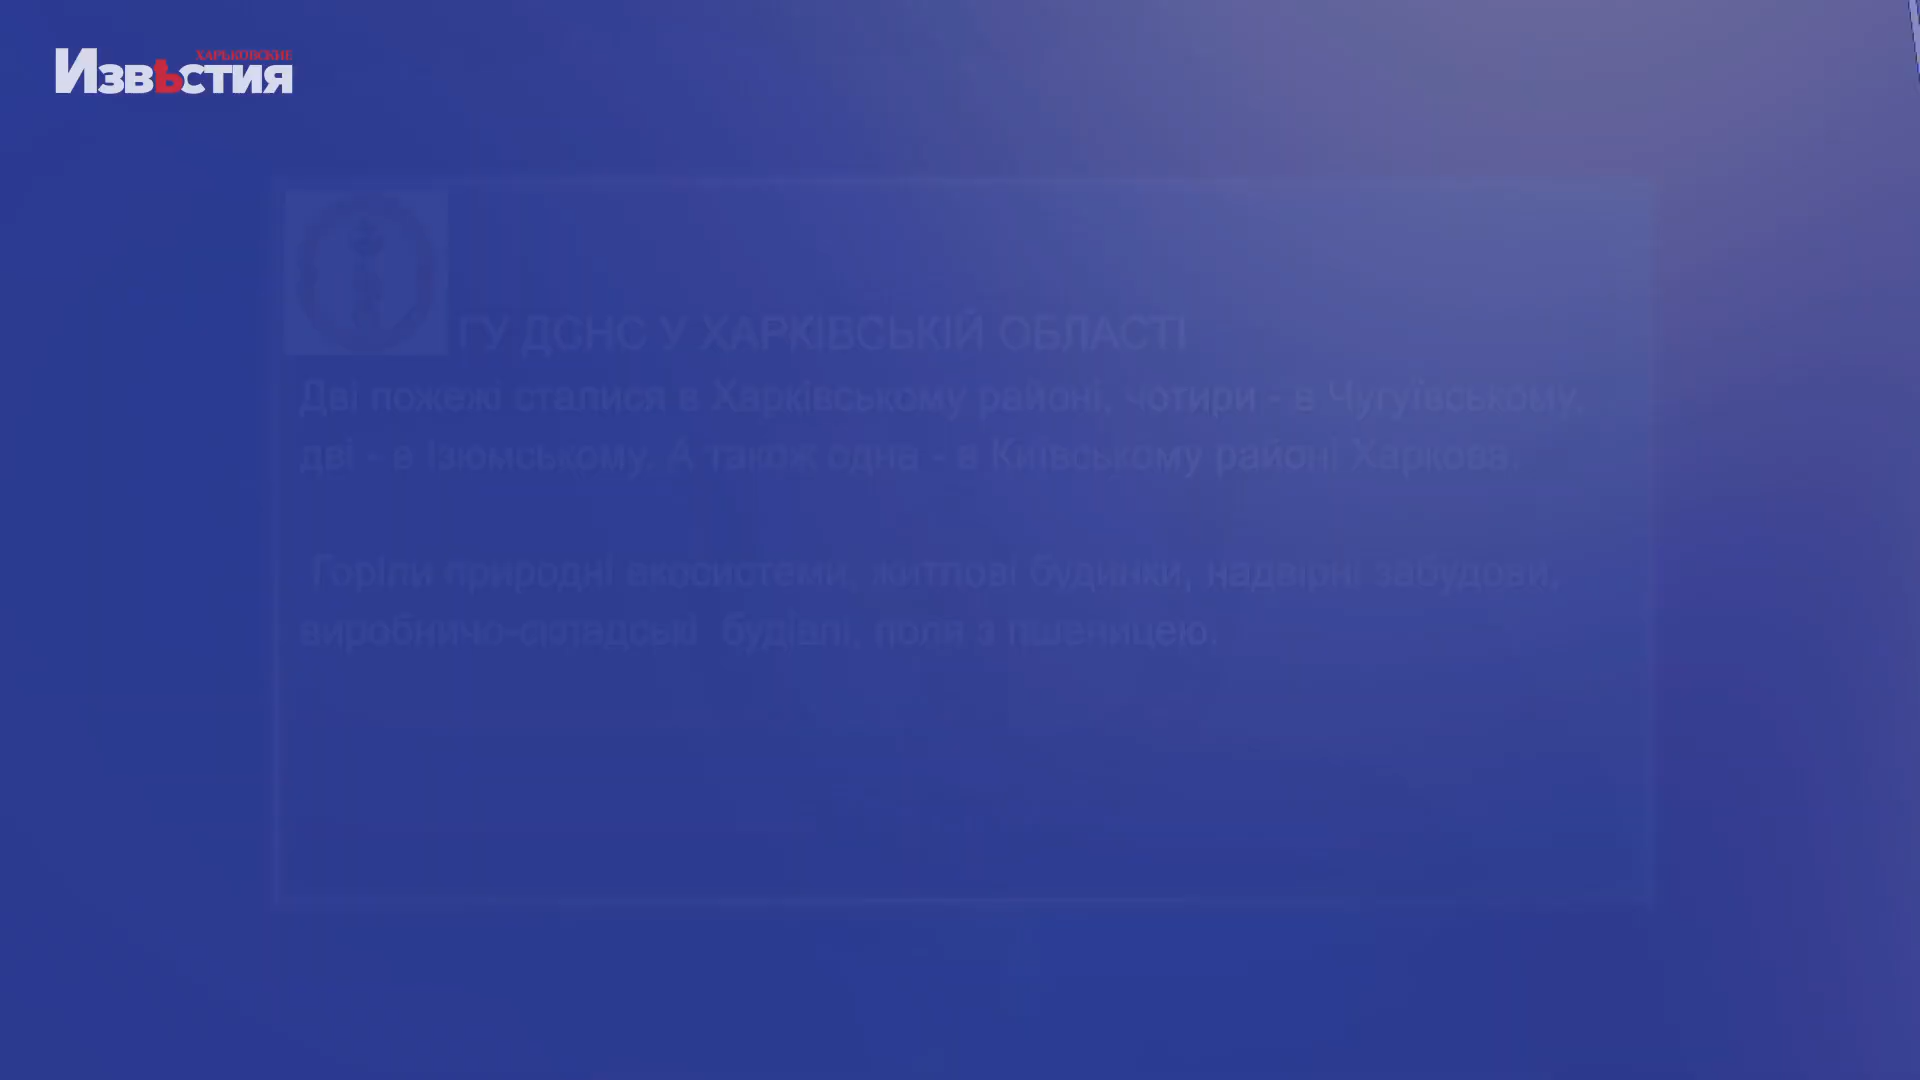 ХАРЬКОВСКИЕ
ИзвЪстия
ГУ ДСНС У ХАРКІВСЬКІЙ ОБЛАСТІ
Дві пожежі сталися в Харківському районі, чотири - в Чугуївському,
дві - в Ізюмському. А також одна - в Київському районі Харкова.
Горіли природні екосистеми, житлові будинки, надвірні забудови,
виробничо-складські будівлі, поля з пшеницею.